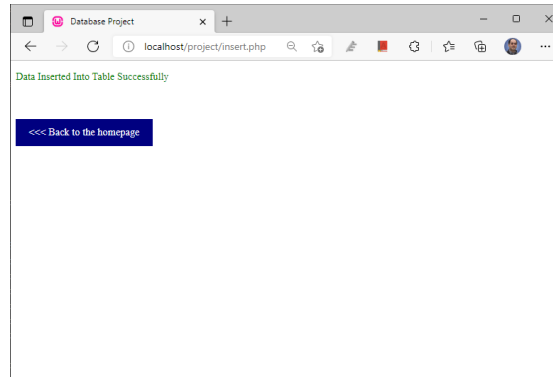 Database Project
localhost/project/insert.php
Data Inserted Into Table Successfully
<<< Back to the homepage